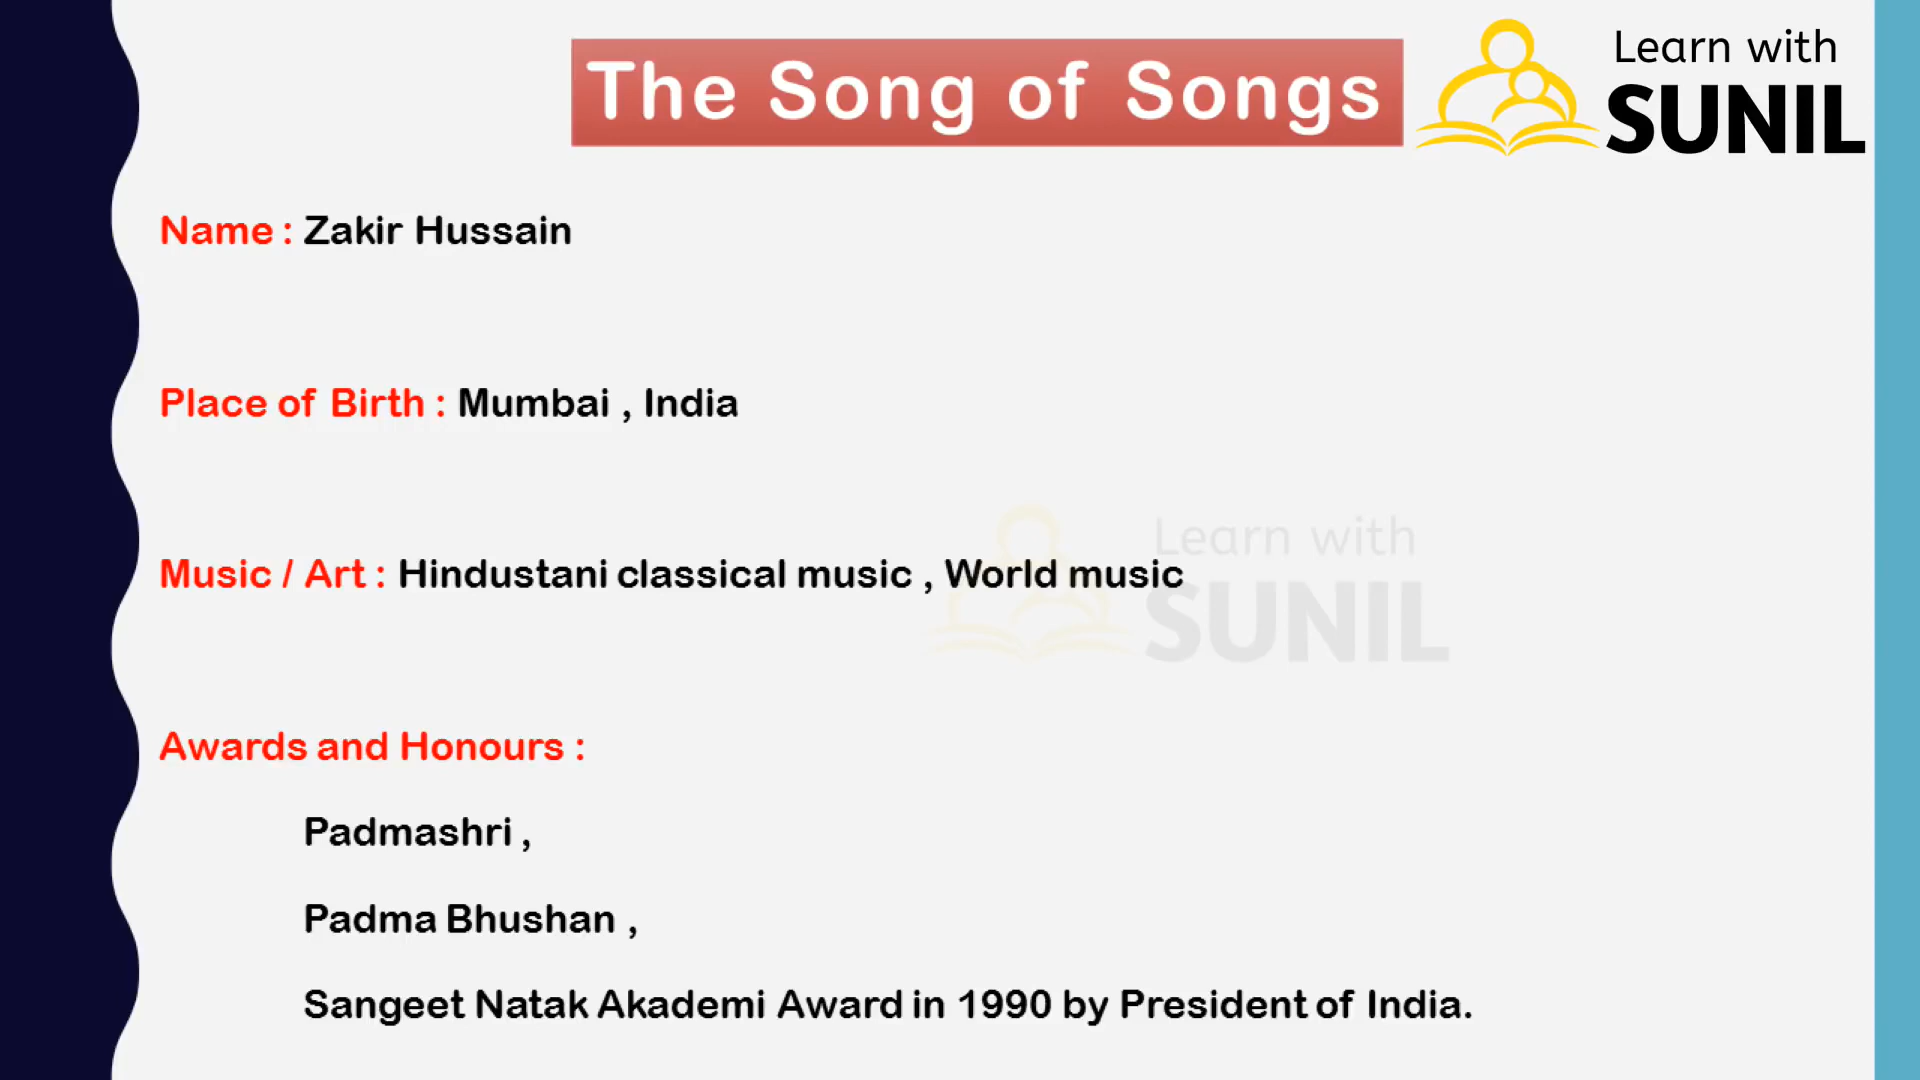 The Song of Songs
Learn with
SUNIL
Name : Zakir Hussain
Place of Birth : Mumbai , India
Learn with
Music / Art : Hindustani classical music , World music
SUNIL
Awards and Honours :
Padmashri ,
Padma Bhushan ,
Sangeet Natak Akademi Award in 1990 by President of India.